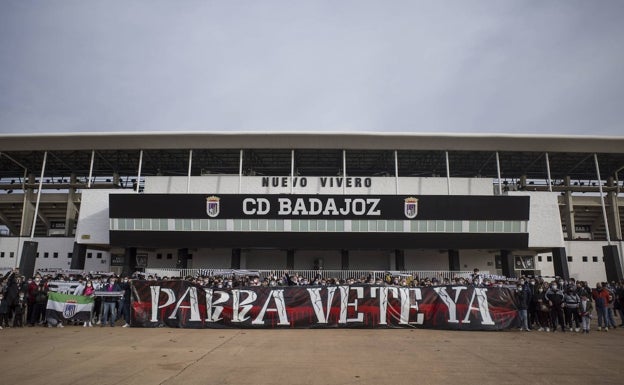 NUEVO VIVERO
CD BADAJOZ
PARRA VETE YA